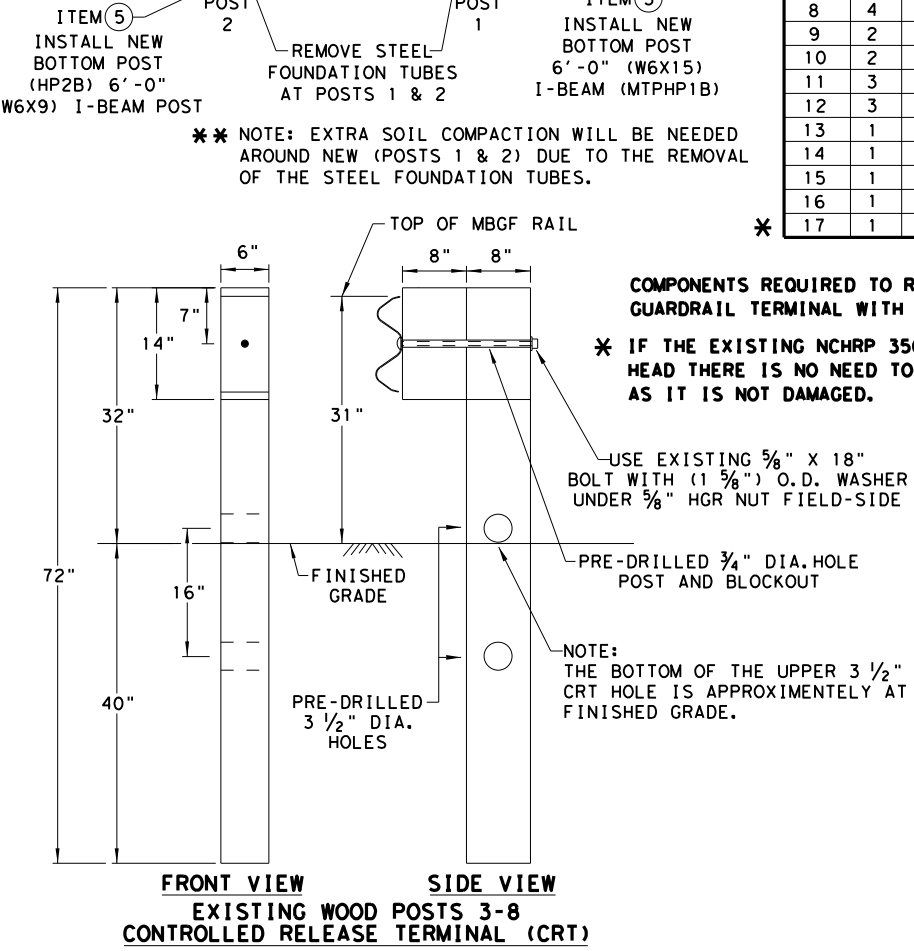 POST
2
POST
1
ITEM 5
INSTALL NEW
BOTTOM POST
(HP2B) 6'-0"
W6X9) I-BEAM POST
REMOVE STEEL
FOUNDATION TUBES
AT POSTS 1 & 2
INSTALL NEW
BOTTOM POST
6'-0" (W6X15)
I-BEAM (MTPHP1B)
8 4
9 2
10 2
11 3
12 3
13 1
14 1
15 1
16 1
* 17 1
** NOTE: EXTRA SOIL COMPACTION WILL BE NEEDED
AROUND NEW (POSTS 1 & 2) DUE TO THE REMOVAL
OF THE STEEL FOUNDATION TUBES.
TOP OF MBGF RAIL
6"
8" 8"
7"
14"
32"
31"
72"
16"
40"
COMPONENTS REQUIRED TO R
GUARDRAIL TERMINAL WITH
* IF THE EXISTING NCHRP 350
HEAD THERE IS NO NEED TO
AS IT IS NOT DAMAGED.
USE EXISTING 5/8" X 18"
BOLT WITH (1 5/8") O.D. WASHER
UNDER 5/8" HGR NUT FIELD-SIDE
PRE-DRILLED 3/4" DIA.HOLE
POST AND BLOCKOUT
FINISHED
GRADE
PRE-DRILLED
3 1/2" DIA.
HOLES
NOTE:
THE BOTTOM OF THE UPPER 3 1/2"
CRT HOLE IS APPROXIMENTELY AT
FINISHED GRADE.
FRONT VIEW
SIDE VIEW
EXISTING WOOD POSTS 3-8
CONTROLLED RELEASE TERMINAL (CRT)